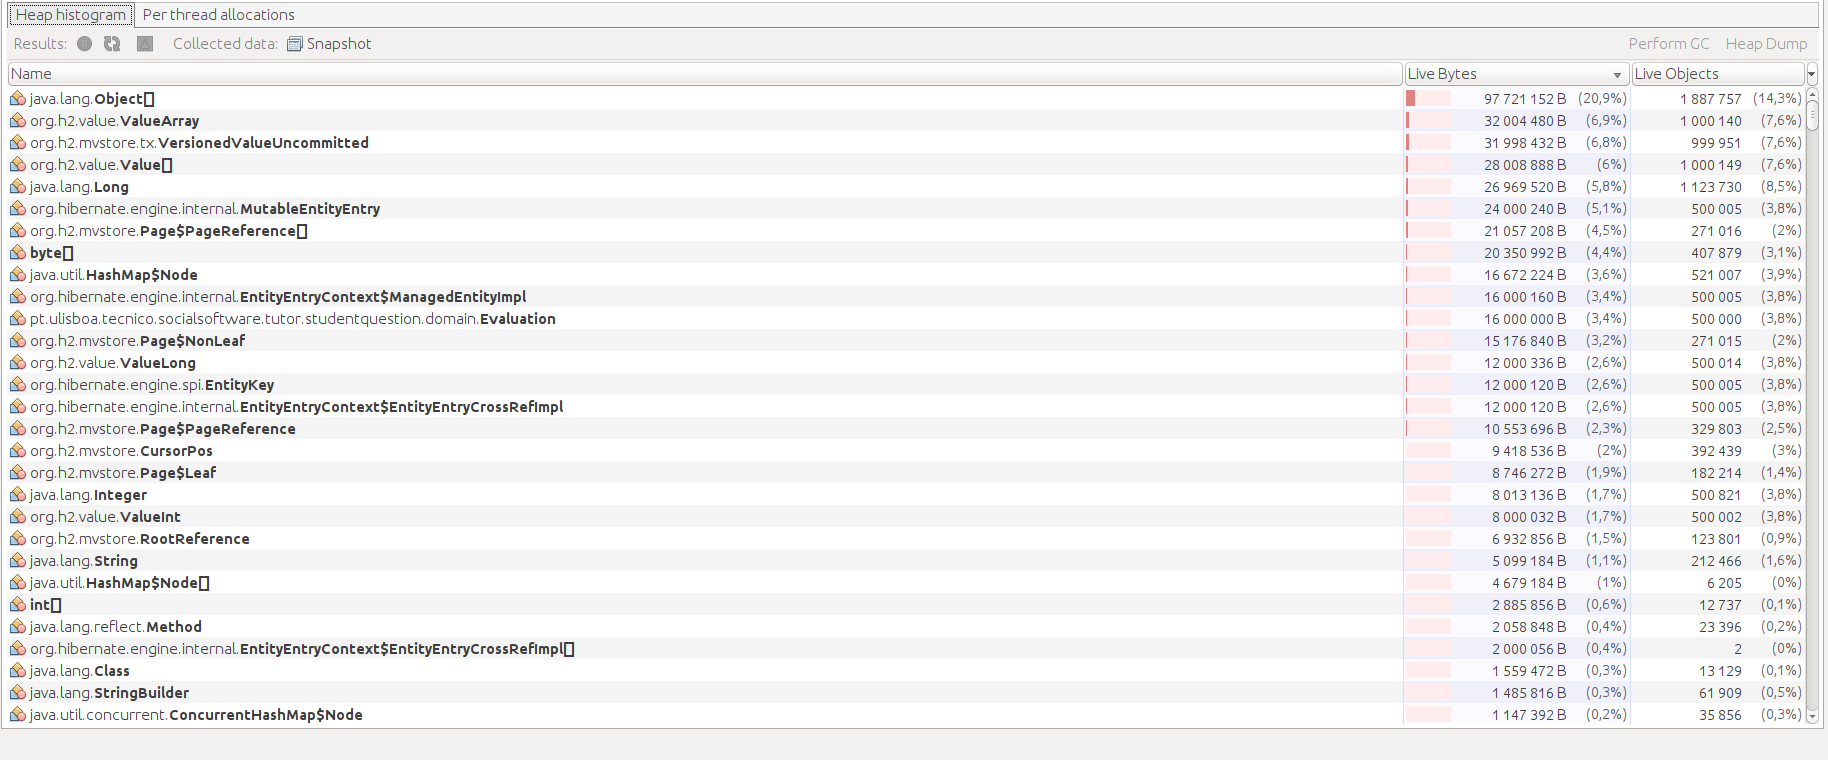 Heap histogram Per thread allocations
Results: Collected data: Snapshot Perform GC Heap Dump
Name Live Bytes Live Objects
java.lang.Object[] 97 721 152 B (20,9%) 1 887 757 (14,3%)
org.h2.value.ValueArray 32 004 480 B (6,9%) 1 000 140 (7,6%)
org.h2.mvstore.tx.VersionedValueUncommitted 31 998 432 B (6,8%) 999 951 (7,6%)
org.h2.value.Value[] 28 008 888 B (6%) 1 000 149 (7,6%)
java.lang.Long 26 969 520 B (5,8%) 1 123 730 (8,5%)
org.hibernate.engine.internal.MutableEntityEntry 24 000 240 B (5,1%) 500 005 (3,8%)
org.h2.mvstore.Page$PageReference[] 21 057 208 B (4,5%) 271 016 (2%)
byte[] 20 350 992 B (4,4%) 407 879 (3,1%)
java.util.HashMap$Node 16 672 224 B (3,6%) 521 007 (3,9%)
org.hibernate.engine.internal.EntityEntryContext$ManagedEntityImpl 16 000 160 B (3,4%) 500 005 (3,8%)
pt.ulisboa.tecnico.socialsoftware.tutor.studentquestion.domain.Evaluation 16 000 000 B (3,4%) 500 000 (3,8%)
org.h2.mvstore.Page$NonLeaf 15 176 840 B (3,2%) 271 015 (2%)
org.h2.value.ValueLong 12 000 336 B (2,6%) 500 014 (3,8%)
org.hibernate.engine.spi.EntityKey 12 000 120 B (2,6%) 500 005 (3,8%)
org.hibernate.engine.internal.EntityEntryContext$EntityEntryCrossRefImpl 12 000 120 B (2,6%) 500 005 (3,8%)
org.h2.mvstore.Page$PageReference 10 553 696 B (2,3%) 329 803 (2,5%)
org.h2.mvstore.CursorPos 9 418 536 B (2%) 392 439 (3%)
org.h2.mvstore.Page$Leaf 8 746 272 B (1,9%) 182 214 (1,4%)
java.lang.Integer 8 013 136 B (1,7%) 500 821 (3,8%)
org.h2.value.ValueInt 8 000 032 B (1,7%) 500 002 (3,8%)
org.h2.mvstore.RootReference 6 932 856 B (1,5%) 123 801 (0,9%)
java.lang.String 5 099 184 B (1,1%) 212 466 (1,6%)
java.util.HashMap$Node[] 4 679 184 B (1%) 6 205 (0%)
int[] 2 885 856 B (0,6%) 12 737 (0,1%)
java.lang.reflect.Method 2 058 848 B (0,4%) 23 396 (0,2%)
org.hibernate.engine.internal.EntityEntryContext$EntityEntryCrossRefImpl[] 2 000 056 B (0,4%) 2 (0%)
java.lang.Class 1 559 472 B (0,3%) 13 129 (0,1%)
java.lang.StringBuilder 1 485 816 B (0,3%) 61 909 (0,5%)
java.util.concurrent.ConcurrentHashMap$Node 1 147 392 B (0,2%) 35 856 (0,3%)